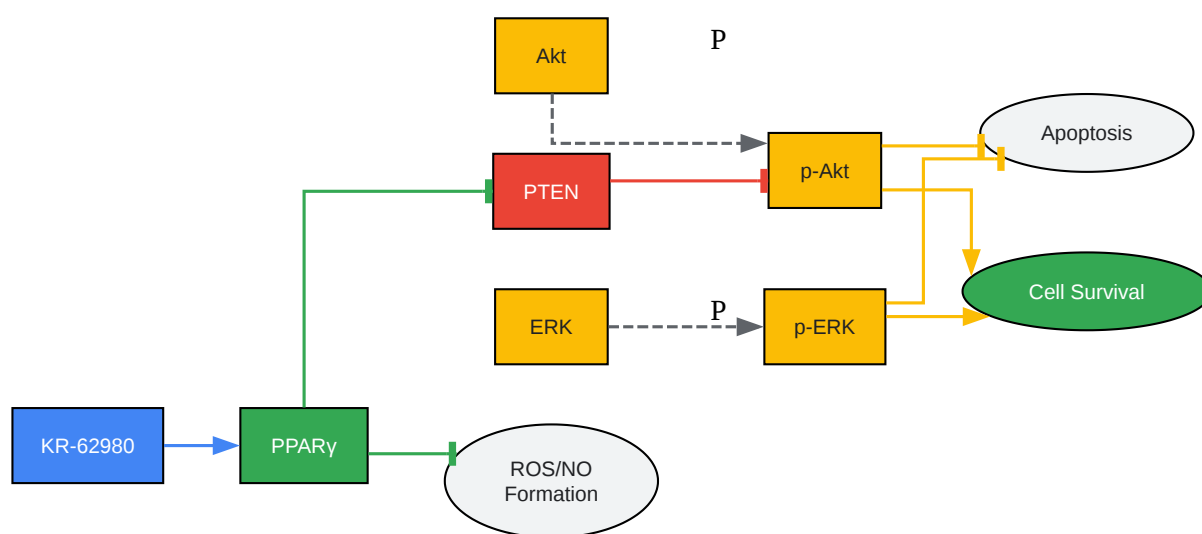 P
Akt
Apoptosis
p-Akt
PTEN
Cell Survival
P
ERK
p-ERK
KR-62980
PPARγ
ROS/NO
Formation